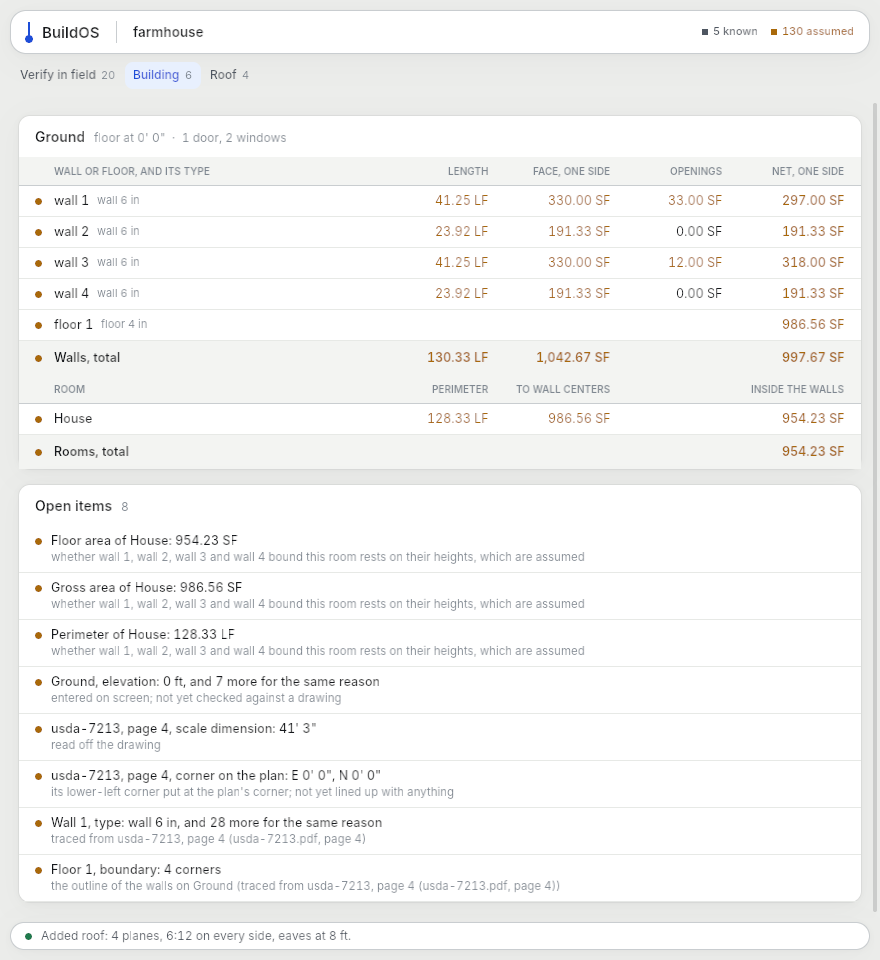 BuildOS farmhouse 5 known 130 assumed
Verify in field 20 Building 6 Roof 4
Ground floor at 0' 0" · 1 door, 2 windows
WALL OR FLOOR, AND ITS TYPE LENGTH FACE, ONE SIDE OPENINGS NET, ONE SIDE
wall 1 wall 6 in 41.25 LF 330.00 SF 33.00 SF 297.00 SF
wall 2 wall 6 in 23.92 LF 191.33 SF 0.00 SF 191.33 SF
wall 3 wall 6 in 41.25 LF 330.00 SF 12.00 SF 318.00 SF
wall 4 wall 6 in 23.92 LF 191.33 SF 0.00 SF 191.33 SF
floor 1 floor 4 in 986.56 SF
Walls, total 130.33 LF 1,042.67 SF 997.67 SF
ROOM PERIMETER TO WALL CENTERS INSIDE THE WALLS
House 128.33 LF 986.56 SF 954.23 SF
Rooms, total 954.23 SF
Open items 8
Floor area of House: 954.23 SF
whether wall 1, wall 2, wall 3 and wall 4 bound this room rests on their heights, which are assumed
Gross area of House: 986.56 SF
whether wall 1, wall 2, wall 3 and wall 4 bound this room rests on their heights, which are assumed
Perimeter of House: 128.33 LF
whether wall 1, wall 2, wall 3 and wall 4 bound this room rests on their heights, which are assumed
Ground, elevation: 0 ft, and 7 more for the same reason
entered on screen; not yet checked against a drawing
usda-7213, page 4, scale dimension: 41' 3"
read off the drawing
usda-7213, page 4, corner on the plan: E 0' 0", N 0' 0"
its lower-left corner put at the plan's corner; not yet lined up with anything
Wall 1, type: wall 6 in, and 28 more for the same reason
traced from usda-7213, page 4 (usda-7213.pdf, page 4)
Floor 1, boundary: 4 corners
the outline of the walls on Ground (traced from usda-7213, page 4 (usda-7213.pdf, page 4))
Added roof: 4 planes, 6:12 on every side, eaves at 8 ft.